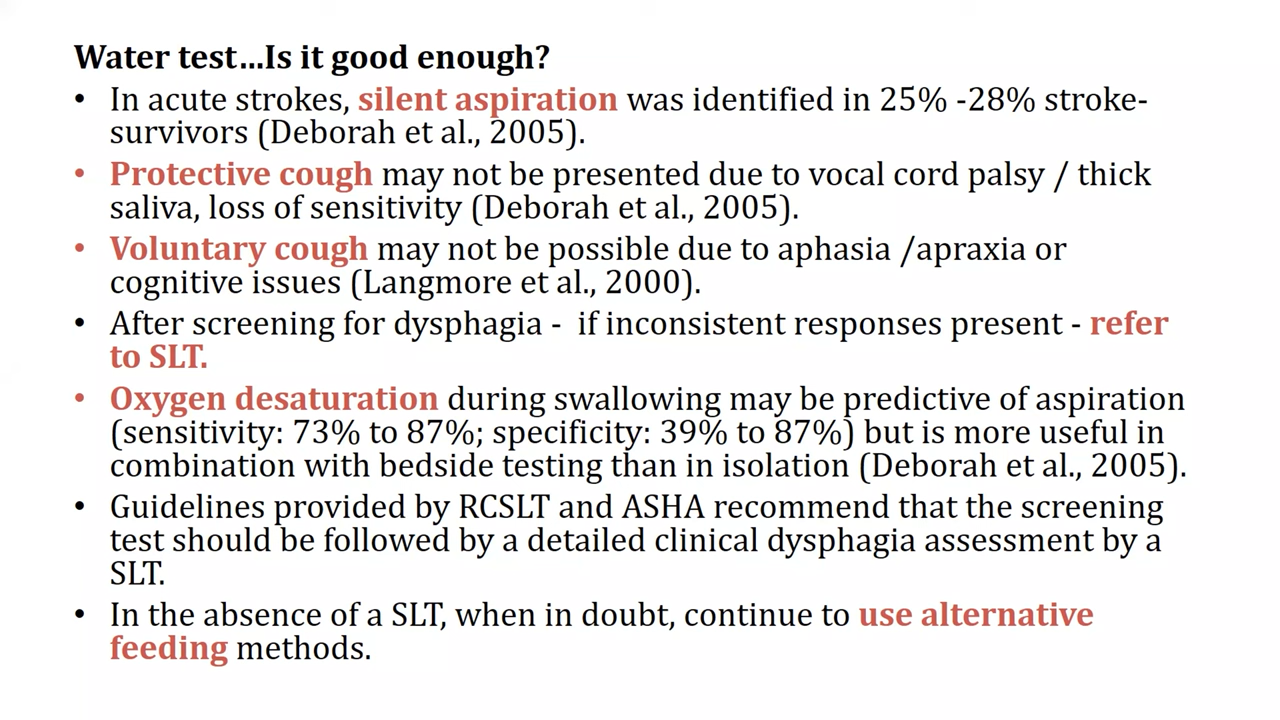 Water test...Is it good enough?
• In acute strokes, silent aspiration was identified in 25% -28% stroke-
survivors (Deborah et al., 2005).
• Protective cough may not be presented due to vocal cord palsy / thick
saliva, loss of sensitivity (Deborah et al., 2005).
• Voluntary cough may not be possible due to aphasia /apraxia or
cognitive issues (Langmore et al., 2000).
• After screening for dysphagia -  if inconsistent responses present - refer
to SLT.
• Oxygen desaturation during swallowing may be predictive of aspiration
(sensitivity: 73% to 87%; specificity: 39% to 87%) but is more useful in
combination with bedside testing than in isolation (Deborah et al., 2005).
• Guidelines provided by RCSLT and ASHA recommend that the screening
test should be followed by a detailed clinical dysphagia assessment by a
SLT.
• In the absence of a SLT, when in doubt, continue to use alternative
feeding methods.